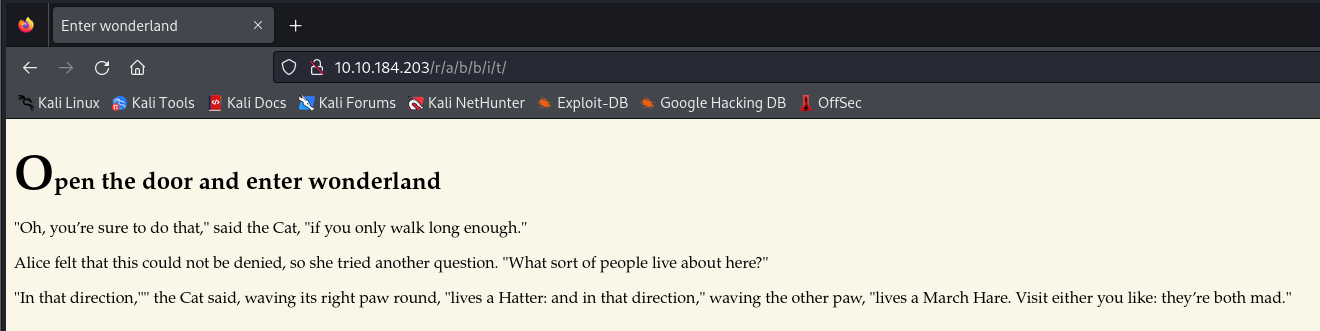 Enter wonderland
10.10.184.203/r/a/b/b/i/t/
Kali Linux Kali Tools Kali Docs Kali Forums Kali NetHunter Exploit-DB Google Hacking DB OffSec
Open the door and enter wonderland
"Oh, you’re sure to do that," said the Cat, "if you only walk long enough."
Alice felt that this could not be denied, so she tried another question. "What sort of people live about here?"
"In that direction,"" the Cat said, waving its right paw round, "lives a Hatter: and in that direction," waving the other paw, "lives a March Hare. Visit either you like: they’re both mad."